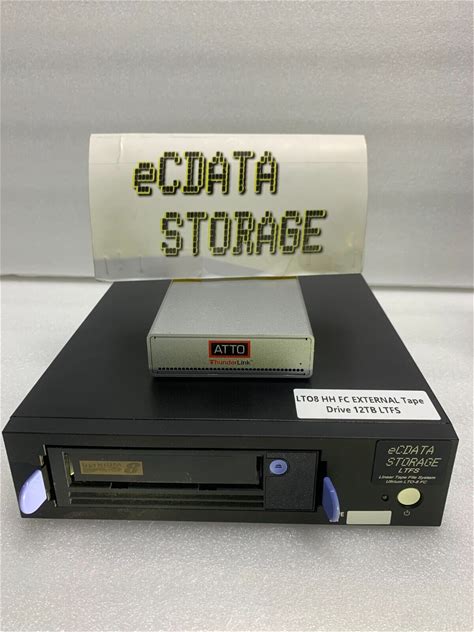 eCDATA
STORAGE
ATTO
ThunderLink
LTO8 HH FC EXTERNAL Tape
Drive 12TB LTFS
eCDATA
STORAGE
LTFS
Linear Tape File System
Ultrium LTO-8 FC
8